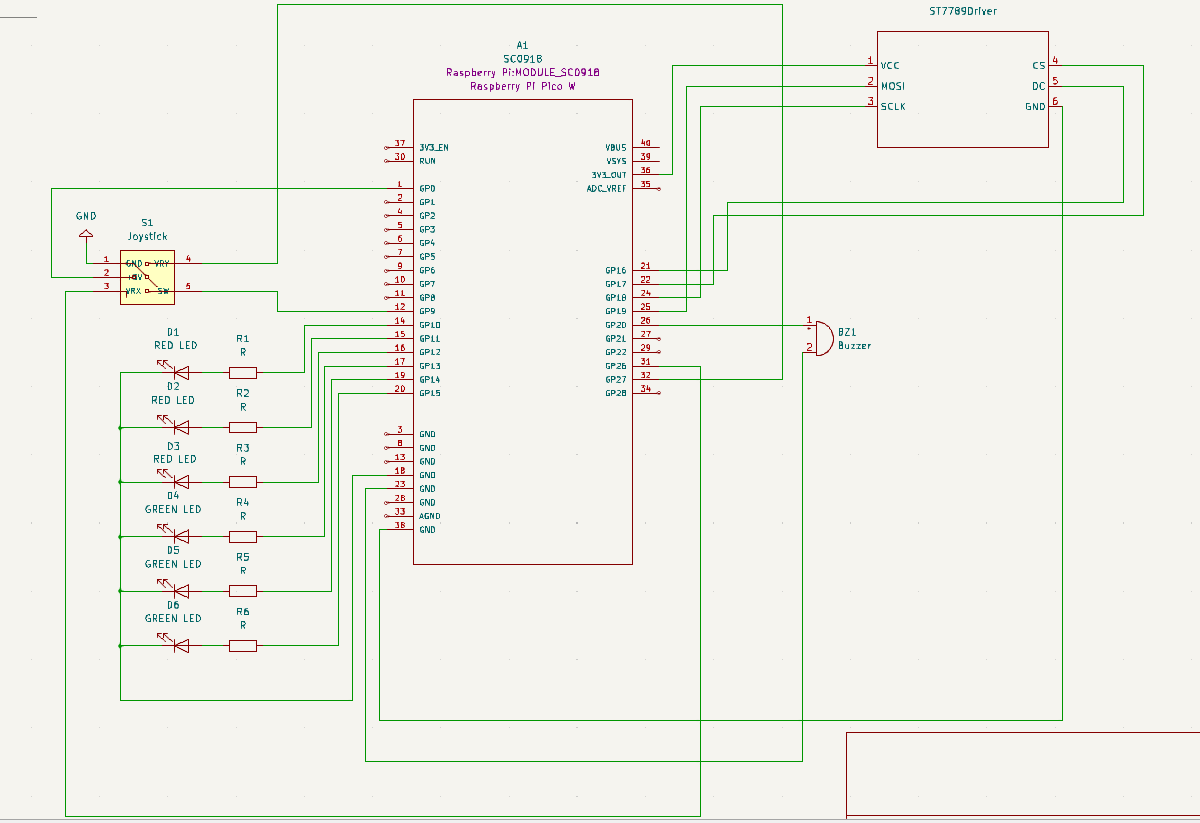 ST7789Driver
1 VCC CS 4
2 MOSI DC 5
3 SCLK GND 6
A1
SC0918
Raspberry Pi:MODULE_SC0918
Raspberry Pi Pico W
37 3V3_EN VBUS 40
30 RUN VSYS 39
3V3_OUT 36
1 GP0 ADC_VREF 35
2 GP1
4 GP2
5 GP3
6 GP4
7 GP5
9 GP6 GP16 21
10 GP7 GP17 22
11 GP8 GP18 24
12 GP9 GP19 25
14 GP10 GP20 26
15 GP11 GP21 27
16 GP12 GP22 29
17 GP13 GP26 31
19 GP14 GP27 32
20 GP15 GP28 34
3 GND
8 GND
13 GND
18 GND
23 GND
28 GND
33 AGND
38 GND
GND
S1
Joystick
1 GND VRY 4
2
3 VRX SW 5
D1
RED LED
R1
R
D2
RED LED
R2
R
D3
RED LED
R3
R
D4
GREEN LED
R4
R
D5
GREEN LED
R5
R
D6
GREEN LED
R6
R
1
2
BZ1
Buzzer